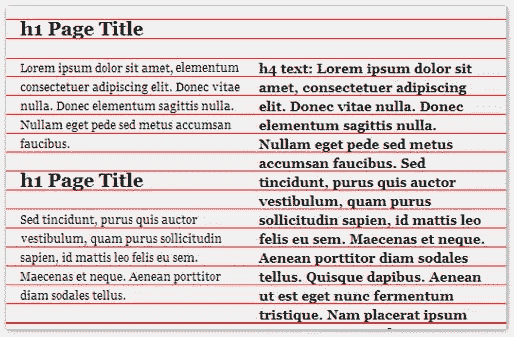 h1 Page Title
Lorem ipsum dolor sit amet, elementum
consectetuer adipiscing elit. Donec vitae
nulla. Donec elementum sagittis nulla.
Nullam eget pede sed metus accumsan
faucibus.
h1 Page Title
Sed tincidunt, purus quis auctor
vestibulum, quam purus sollicitudin
sapien, id mattis leo felis eu sem.
Maecenas et neque. Aenean porttitor
diam sodales tellus.
h4 text: Lorem ipsum dolor sit
amet, consectetuer adipiscing
elit. Donec vitae nulla. Donec
elementum sagittis nulla.
Nullam eget pede sed metus
accumsan faucibus. Sed
tincidunt, purus quis auctor
vestibulum, quam purus
sollicitudin sapien, id mattis leo
felis eu sem. Maecenas et neque.
Aenean porttitor diam sodales
tellus. Quisque dapibus. Aenean
ut est eget nunc fermentum
tristique. Nam placerat ipsum